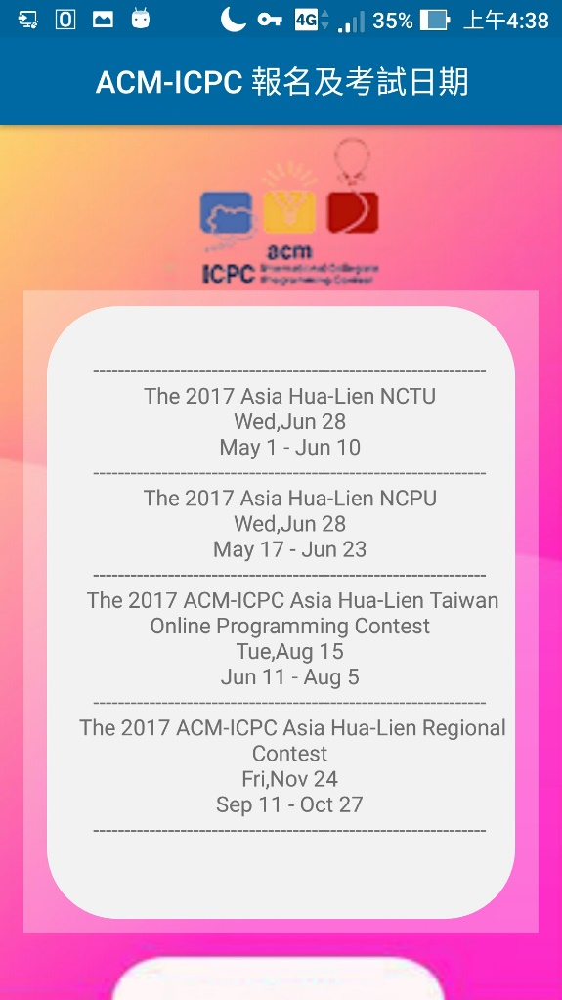 4G 35% 上午4:38
ACM-ICPC 報名及考試日期
acm
ICPC International Collegiate
Programming Contest
---------------------------------------------------------------
The 2017 Asia Hua-Lien NCTU
Wed,Jun 28
May 1 - Jun 10
---------------------------------------------------------------
The 2017 Asia Hua-Lien NCPU
Wed,Jun 28
May 17 - Jun 23
---------------------------------------------------------------
The 2017 ACM-ICPC Asia Hua-Lien Taiwan
Online Programming Contest
Tue,Aug 15
Jun 11 - Aug 5
---------------------------------------------------------------
The 2017 ACM-ICPC Asia Hua-Lien Regional
Contest
Fri,Nov 24
Sep 11 - Oct 27
---------------------------------------------------------------